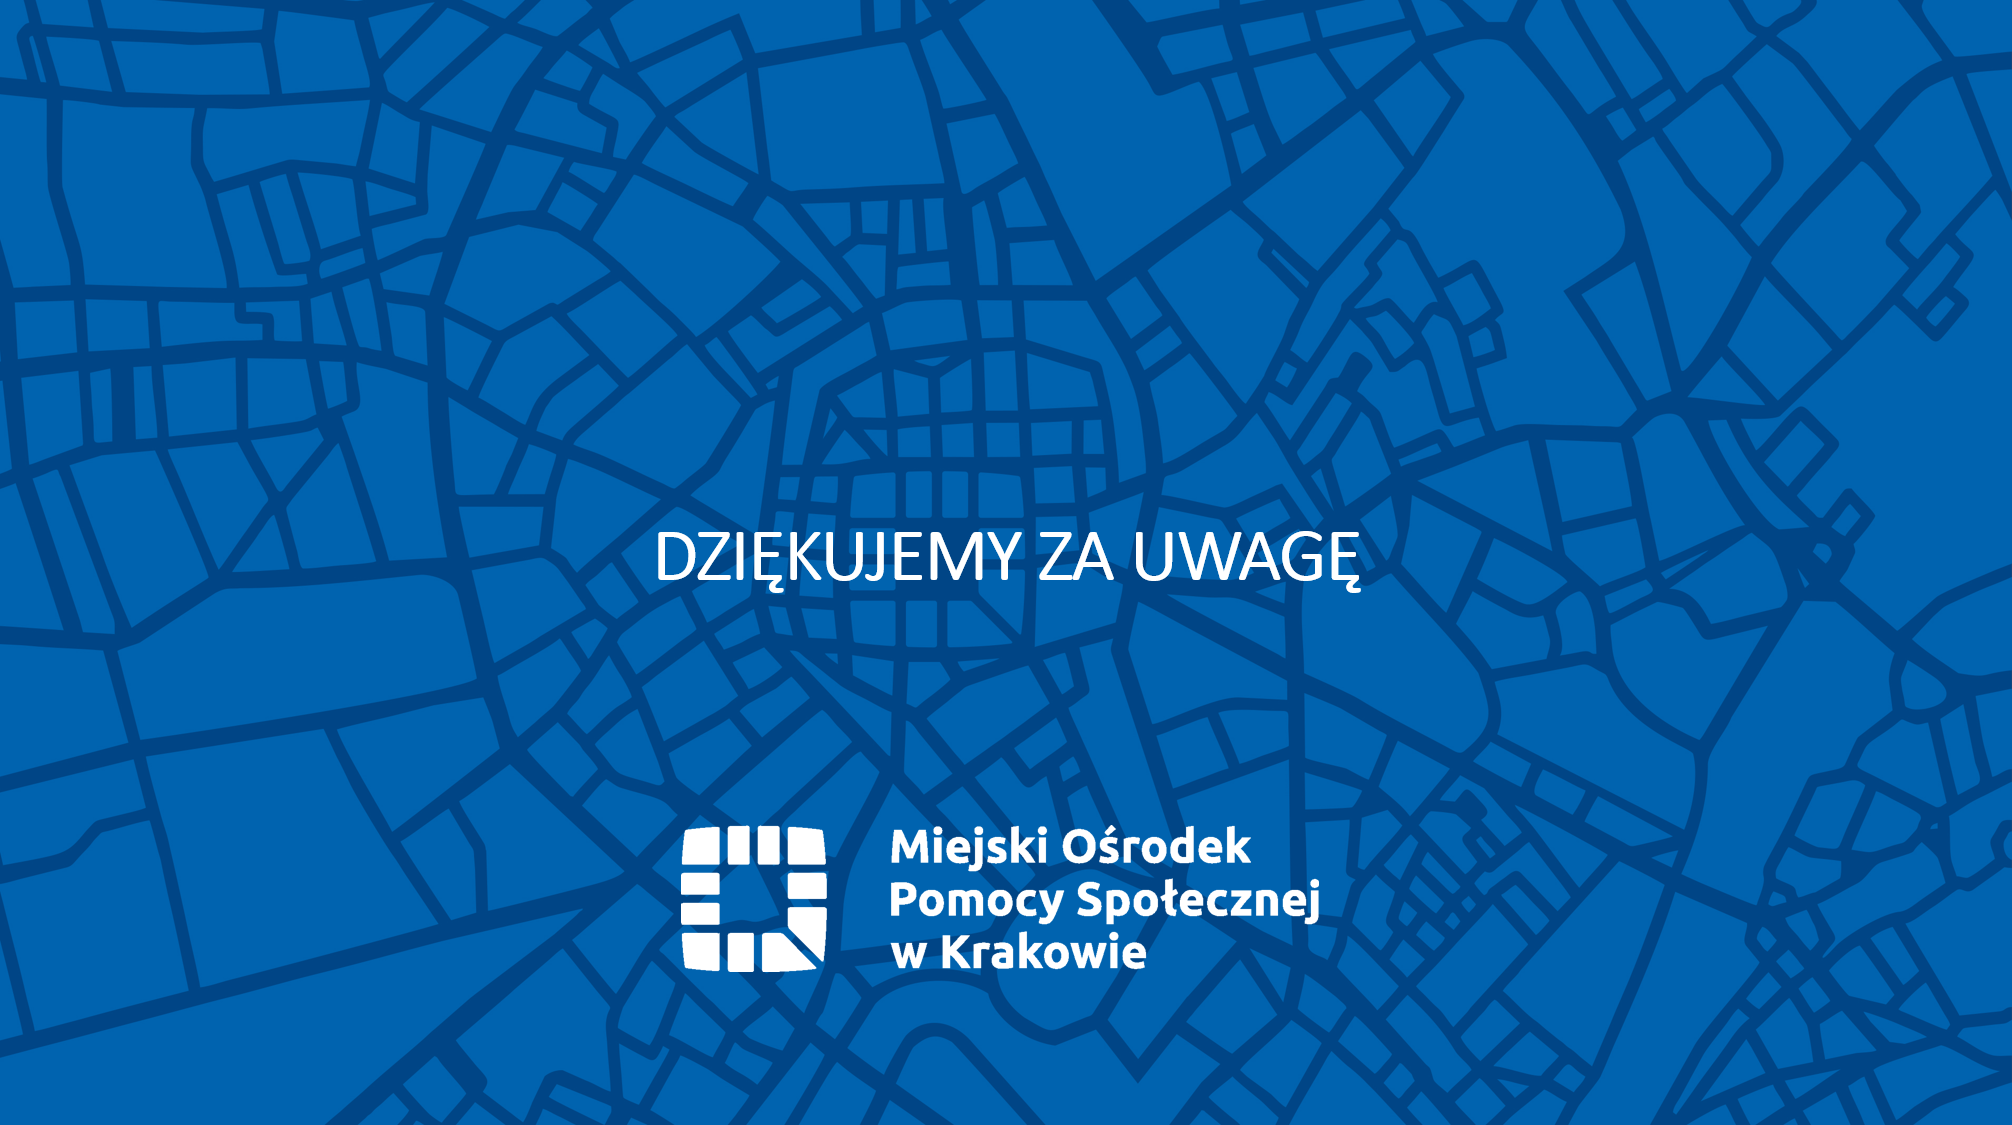 DZIĘKUJEMY ZA UWAGĘ
Miejski Ośrodek
Pomocy Społecznej
w Krakowie